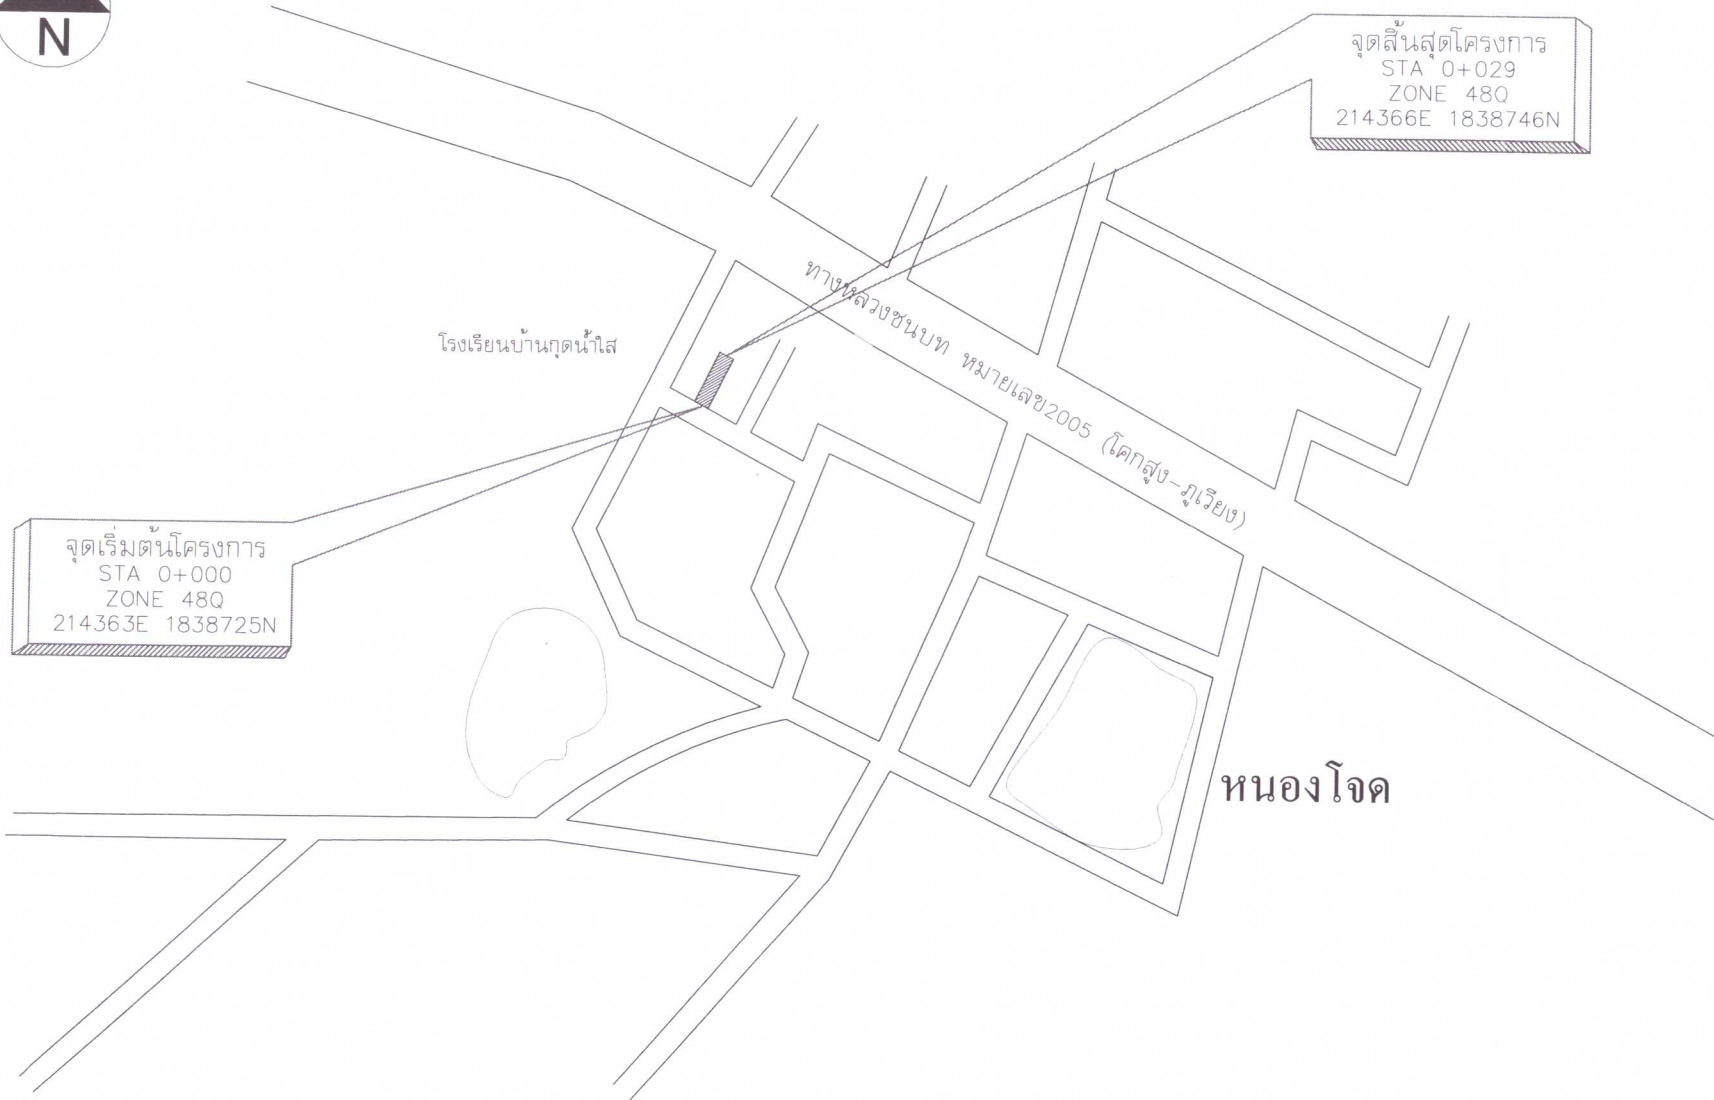 N
จุดสิ้นสุดโครงการ
STA 0+029
ZONE 48Q
214366E 1838746N
ทางหลวงชนบท หมายเลข2005 (โคกสูง-ภูเวียง)
โรงเรียนบ้านกุดน้ำใส
จุดเริ่มต้นโครงการ
STA 0+000
ZONE 48Q
214363E 1838725N
หนองโจด